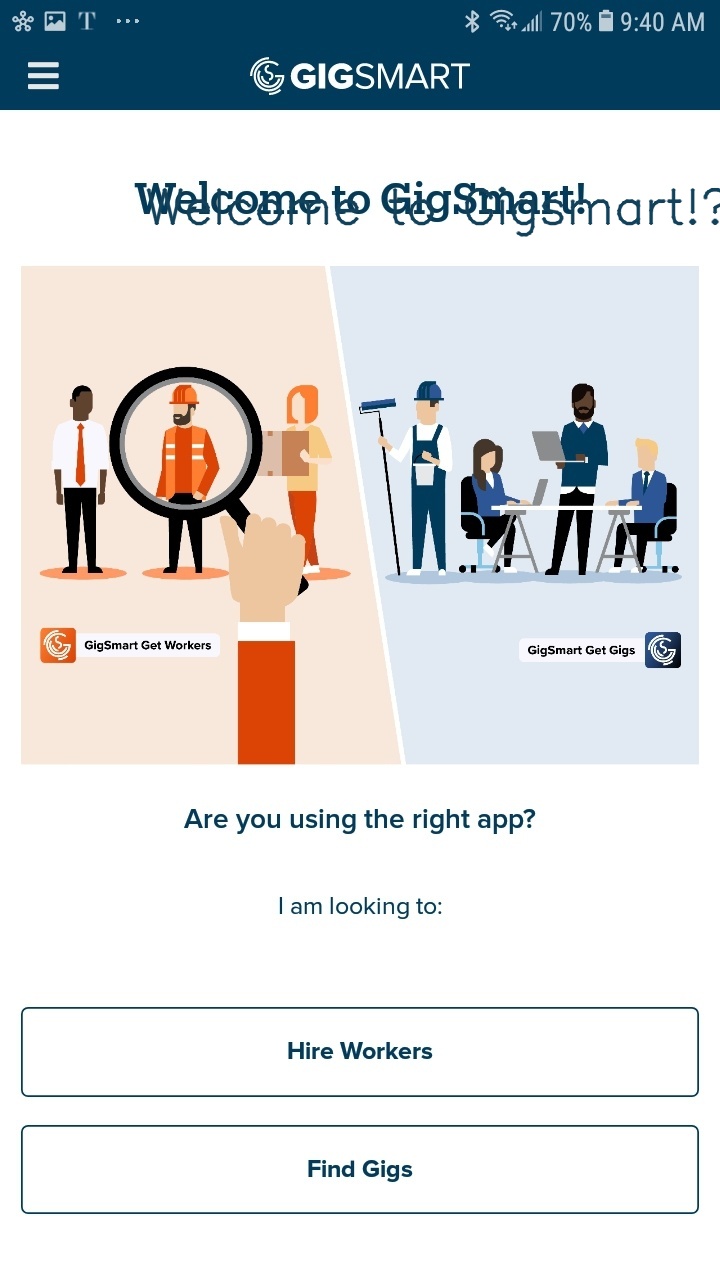 T ... 70% 9:40 AM
GIGSMART
Welcome to GigSmart!
Welcome to Gigsmart!?
GigSmart Get Workers
GigSmart Get Gigs
Are you using the right app?
I am looking to:
Hire Workers
Find Gigs